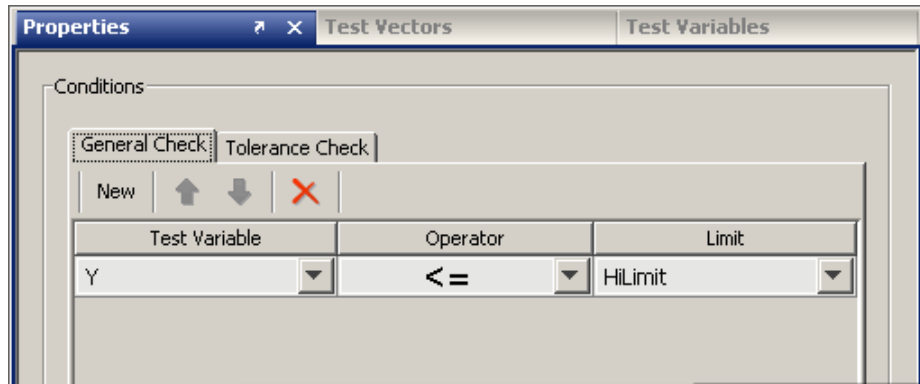 Properties Test Vectors Test Variables
Conditions
General Check Tolerance Check
New
Test Variable Operator Limit
Y <= HiLimit